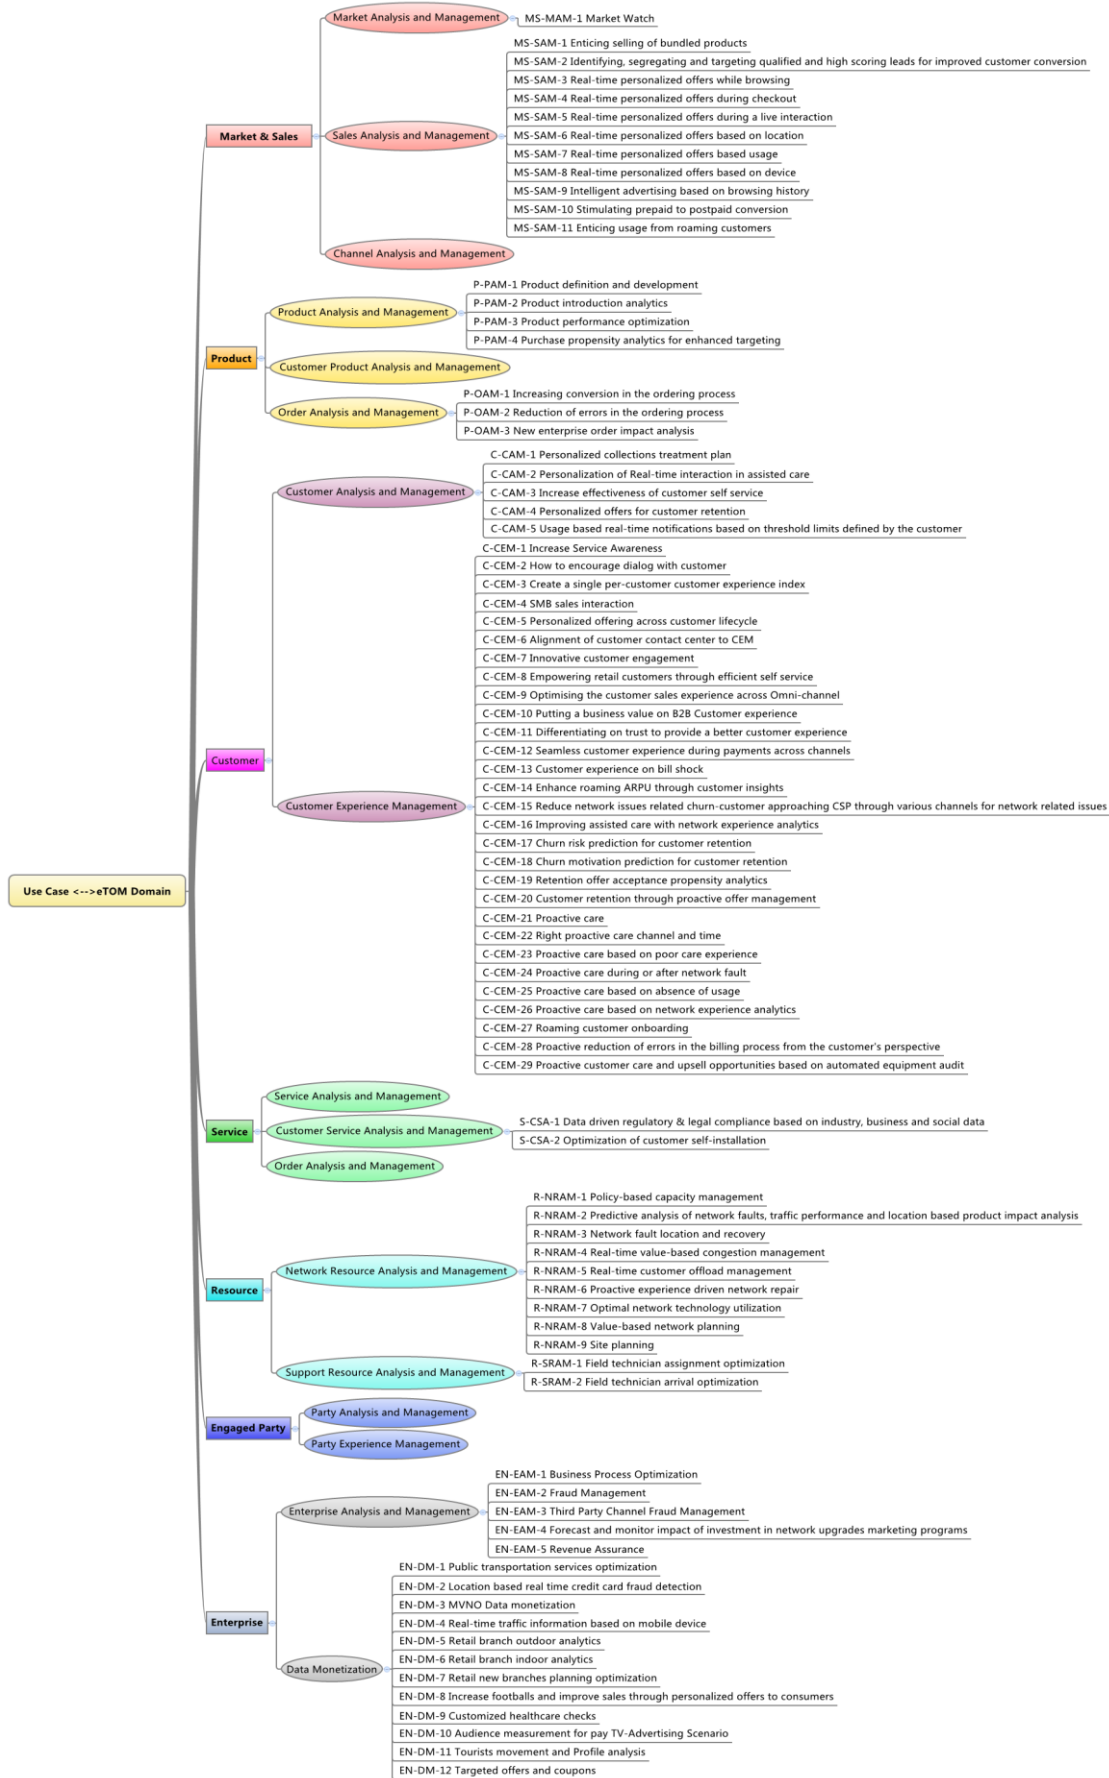 Use Case <-->eTOM Domain
Market & Sales
Market Analysis and Management
MS-MAM-1 Market Watch
Sales Analysis and Management
MS-SAM-1 Enticing selling of bundled products
MS-SAM-2 Identifying, segregating and targeting qualified and high scoring leads for improved customer conversion
MS-SAM-3 Real-time personalized offers while browsing
MS-SAM-4 Real-time personalized offers during checkout
MS-SAM-5 Real-time personalized offers during a live interaction
MS-SAM-6 Real-time personalized offers based on location
MS-SAM-7 Real-time personalized offers based usage
MS-SAM-8 Real-time personalized offers based on device
MS-SAM-9 Intelligent advertising based on browsing history
MS-SAM-10 Stimulating prepaid to postpaid conversion
MS-SAM-11 Enticing usage from roaming customers
Channel Analysis and Management
Product
Product Analysis and Management
P-PAM-1 Product definition and development
P-PAM-2 Product introduction analytics
P-PAM-3 Product performance optimization
P-PAM-4 Purchase propensity analytics for enhanced targeting
Customer Product Analysis and Management
Order Analysis and Management
P-OAM-1 Increasing conversion in the ordering process
P-OAM-2 Reduction of errors in the ordering process
P-OAM-3 New enterprise order impact analysis
Customer
Customer Analysis and Management
C-CAM-1 Personalized collections treatment plan
C-CAM-2 Personalization of Real-time interaction in assisted care
C-CAM-3 Increase effectiveness of customer self service
C-CAM-4 Personalized offers for customer retention
C-CAM-5 Usage based real-time notifications based on threshold limits defined by the customer
Customer Experience Management
C-CEM-1 Increase Service Awareness
C-CEM-2 How to encourage dialog with customer
C-CEM-3 Create a single per-customer customer experience index
C-CEM-4 SMB sales interaction
C-CEM-5 Personalized offering across customer lifecycle
C-CEM-6 Alignment of customer contact center to CEM
C-CEM-7 Innovative customer engagement
C-CEM-8 Empowering retail customers through efficient self service
C-CEM-9 Optimising the customer sales experience across Omni-channel
C-CEM-10 Putting a business value on B2B Customer experience
C-CEM-11 Differentiating on trust to provide a better customer experience
C-CEM-12 Seamless customer experience during payments across channels
C-CEM-13 Customer experience on bill shock
C-CEM-14 Enhance roaming ARPU through customer insights
C-CEM-15 Reduce network issues related churn-customer approaching CSP through various channels for network related issues
C-CEM-16 Improving assisted care with network experience analytics
C-CEM-17 Churn risk prediction for customer retention
C-CEM-18 Churn motivation prediction for customer retention
C-CEM-19 Retention offer acceptance propensity analytics
C-CEM-20 Customer retention through proactive offer management
C-CEM-21 Proactive care
C-CEM-22 Right proactive care channel and time
C-CEM-23 Proactive care based on poor care experience
C-CEM-24 Proactive care during or after network fault
C-CEM-25 Proactive care based on absence of usage
C-CEM-26 Proactive care based on network experience analytics
C-CEM-27 Roaming customer onboarding
C-CEM-28 Proactive reduction of errors in the billing process from the customer's perspective
C-CEM-29 Proactive customer care and upsell opportunities based on automated equipment audit
Service
Service Analysis and Management
Customer Service Analysis and Management
S-CSA-1 Data driven regulatory & legal compliance based on industry, business and social data
S-CSA-2 Optimization of customer self-installation
Order Analysis and Management
Resource
Network Resource Analysis and Management
R-NRAM-1 Policy-based capacity management
R-NRAM-2 Predictive analysis of network faults, traffic performance and location based product impact analysis
R-NRAM-3 Network fault location and recovery
R-NRAM-4 Real-time value-based congestion management
R-NRAM-5 Real-time customer offload management
R-NRAM-6 Proactive experience driven network repair
R-NRAM-7 Optimal network technology utilization
R-NRAM-8 Value-based network planning
R-NRAM-9 Site planning
Support Resource Analysis and Management
R-SRAM-1 Field technician assignment optimization
R-SRAM-2 Field technician arrival optimization
Engaged Party
Party Analysis and Management
Party Experience Management
Enterprise
Enterprise Analysis and Management
EN-EAM-1 Business Process Optimization
EN-EAM-2 Fraud Management
EN-EAM-3 Third Party Channel Fraud Management
EN-EAM-4 Forecast and monitor impact of investment in network upgrades marketing programs
EN-EAM-5 Revenue Assurance
Data Monetization
EN-DM-1 Public transportation services optimization
EN-DM-2 Location based real time credit card fraud detection
EN-DM-3 MVNO Data monetization
EN-DM-4 Real-time traffic information based on mobile device
EN-DM-5 Retail branch outdoor analytics
EN-DM-6 Retail branch indoor analytics
EN-DM-7 Retail new branches planning optimization
EN-DM-8 Increase footballs and improve sales through personalized offers to consumers
EN-DM-9 Customized healthcare checks
EN-DM-10 Audience measurement for pay TV-Advertising Scenario
EN-DM-11 Tourists movement and Profile analysis
EN-DM-12 Targeted offers and coupons